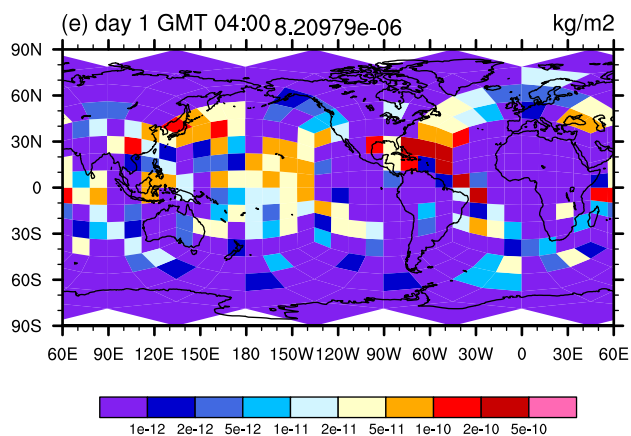 (e) day 1 GMT 04:00 8.20979e-06 kg/m2
90N
60N
30N
0
30S
60S
90S
60E 90E 120E 150E 180 150W 120W 90W 60W 30W 0 30E 60E
1e-12 2e-12 5e-12 1e-11 2e-11 5e-11 1e-10 2e-10 5e-10